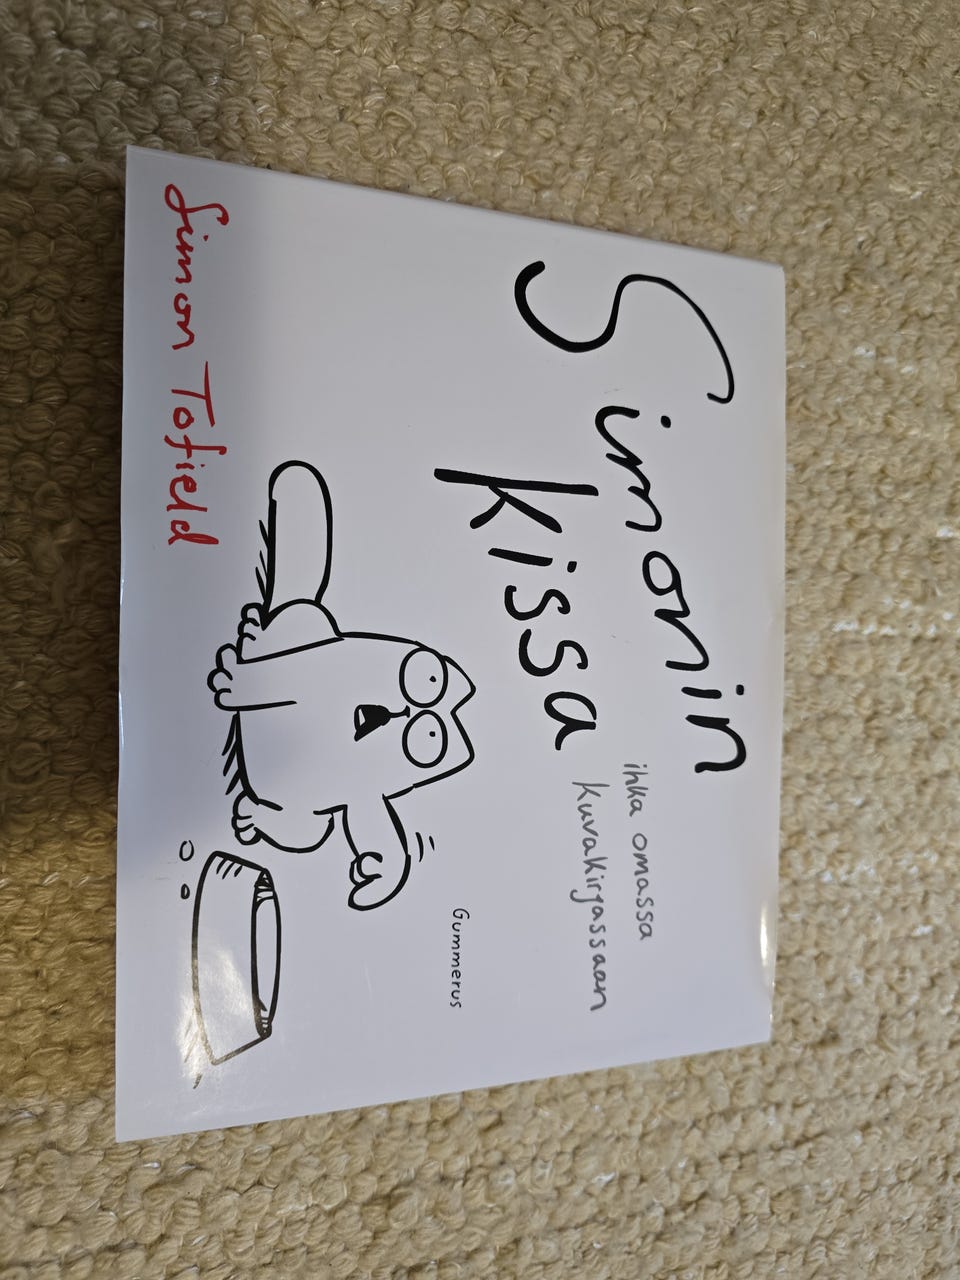 Simonin
kissa
ihka omassa
kuvakirjassaan
Gummerus
Simon Tofield